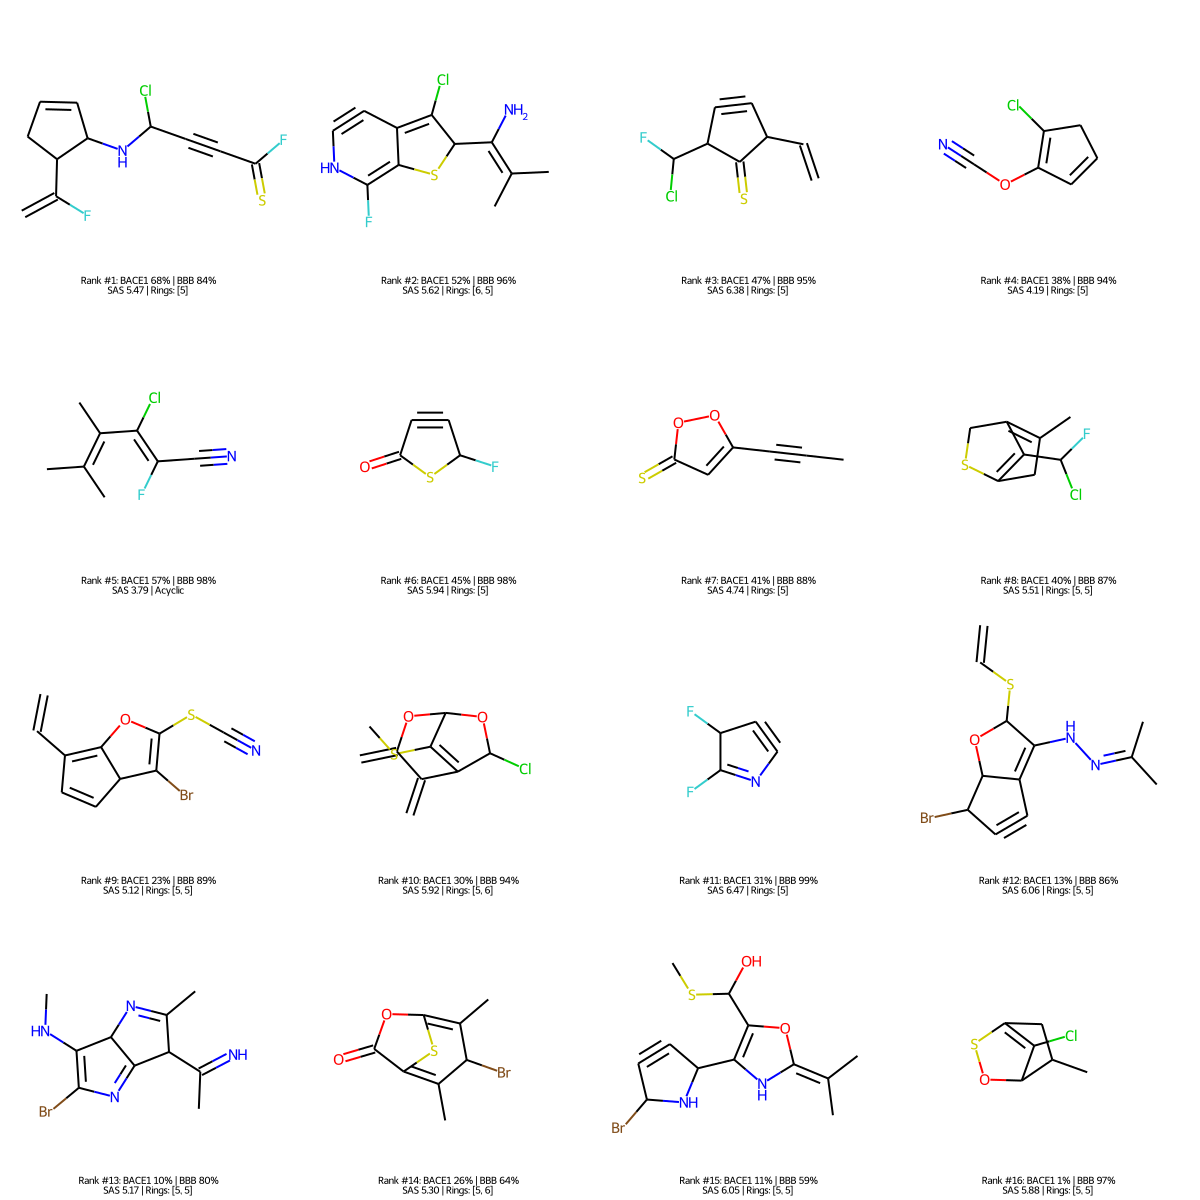 Cl
F
N
H
S
F
Rank #1: BACE1 68% | BBB 84%
SAS 5.47 | Rings: [5]
Cl
NH2
HN
S
F
Rank #2: BACE1 52% | BBB 96%
SAS 5.62 | Rings: [6, 5]
F
Cl
S
Rank #3: BACE1 47% | BBB 95%
SAS 6.38 | Rings: [5]
Cl
N
O
Rank #4: BACE1 38% | BBB 94%
SAS 4.19 | Rings: [5]
Cl
N
F
Rank #5: BACE1 57% | BBB 98%
SAS 3.79 | Acyclic
O
S
F
Rank #6: BACE1 45% | BBB 98%
SAS 5.94 | Rings: [5]
O
O
S
Rank #7: BACE1 41% | BBB 88%
SAS 4.74 | Rings: [5]
F
S
Cl
Rank #8: BACE1 40% | BBB 87%
SAS 5.51 | Rings: [5, 5]
O
S
N
Br
Rank #9: BACE1 23% | BBB 89%
SAS 5.12 | Rings: [5, 5]
O
O
S
Cl
Rank #10: BACE1 30% | BBB 94%
SAS 5.92 | Rings: [5, 6]
F
F
N
Rank #11: BACE1 31% | BBB 99%
SAS 6.47 | Rings: [5]
S
O
H
N
N
Br
Rank #12: BACE1 13% | BBB 86%
SAS 6.06 | Rings: [5, 5]
N
HN
NH
N
Br
Rank #13: BACE1 10% | BBB 80%
SAS 5.17 | Rings: [5, 5]
O
O
S
Br
Rank #14: BACE1 26% | BBB 64%
SAS 5.30 | Rings: [5, 6]
OH
S
O
N
H
NH
Br
Rank #15: BACE1 11% | BBB 59%
SAS 6.05 | Rings: [5, 5]
S
Cl
O
Rank #16: BACE1 1% | BBB 97%
SAS 5.88 | Rings: [5, 5]